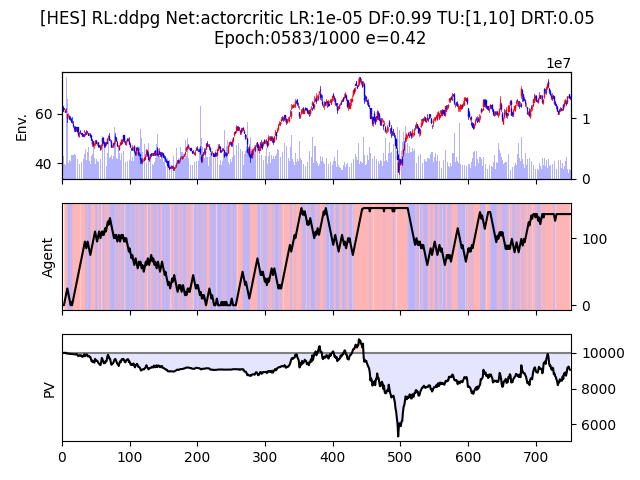 [HES] RL:ddpg Net:actorcritic LR:1e-05 DF:0.99 TU:[1,10] DRT:0.05
Epoch:0583/1000 e=0.42
1e7
Env.
60
40
1
0
Agent
100
0
PV
10000
8000
6000
0 100 200 300 400 500 600 700